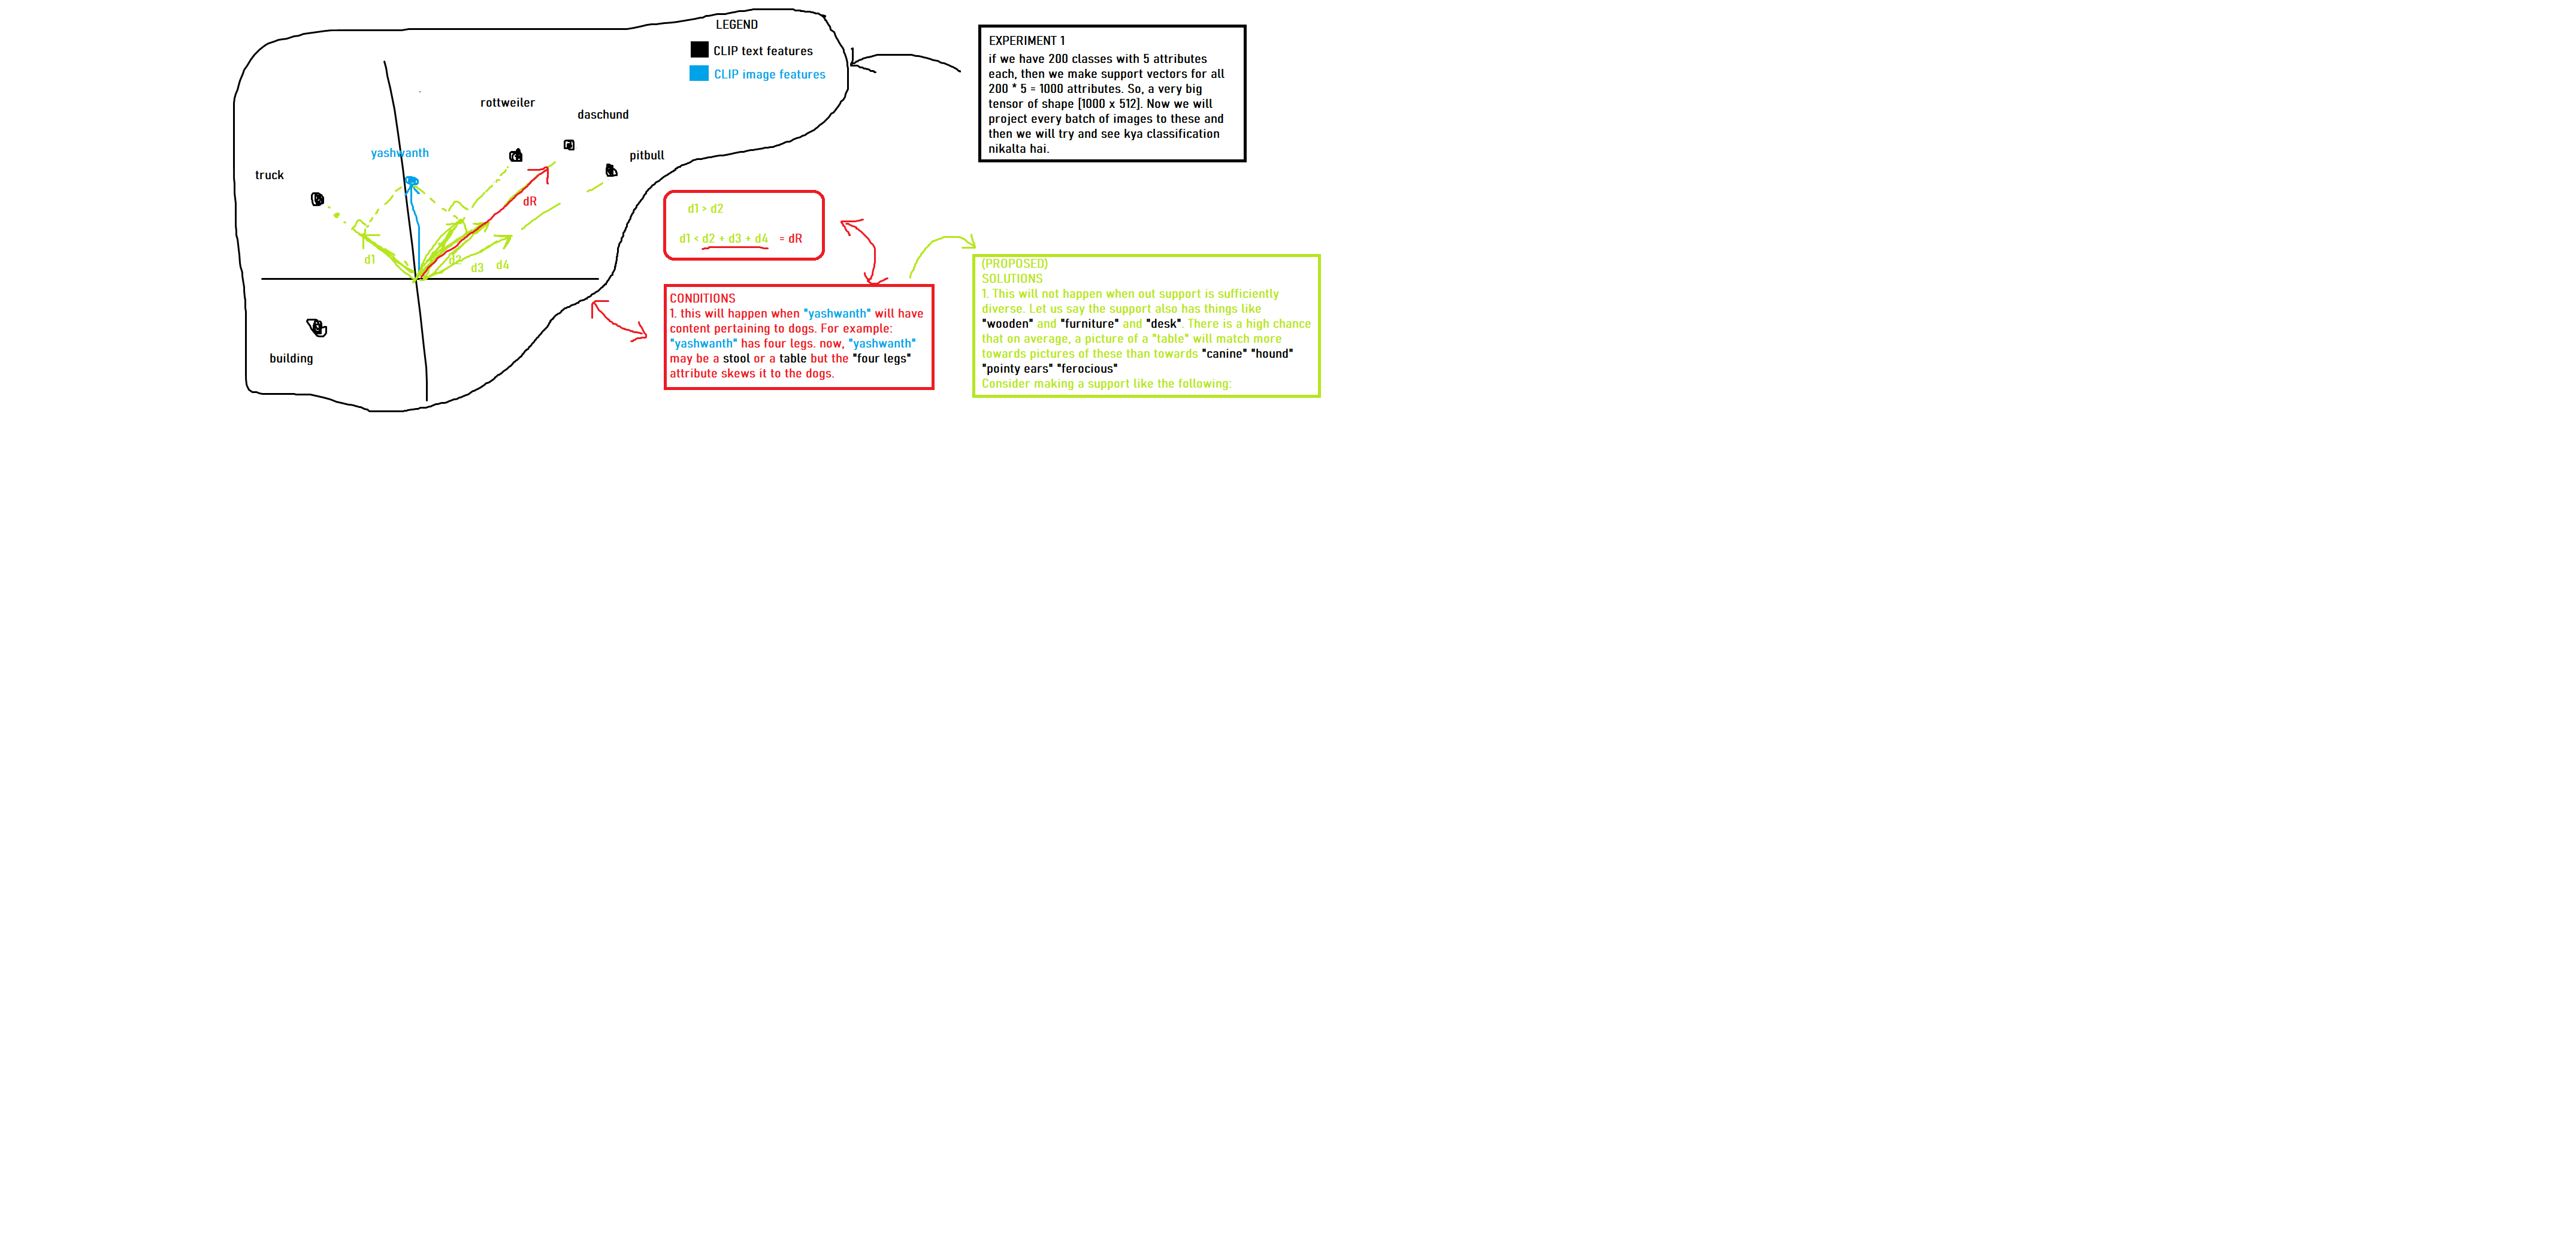 LEGEND
CLIP text features
CLIP image features
rottweiler
daschund
yashwanth
pitbull
truck
dR
d1
d2
d3
d4
building
d1 > d2
d1 < d2 + d3 + d4 = dR
EXPERIMENT 1
if we have 200 classes with 5 attributes
each, then we make support vectors for all
200 * 5 = 1000 attributes. So, a very big
tensor of shape [1000 x 512]. Now we will
project every batch of images to these and
then we will try and see kya classification
nikalta hai.
CONDITIONS
1. this will happen when "yashwanth" will have
content pertaining to dogs. For example:
"yashwanth" has four legs. now, "yashwanth"
may be a stool or a table but the "four legs"
attribute skews it to the dogs.
(PROPOSED)
SOLUTIONS
1. This will not happen when out support is sufficiently
diverse. Let us say the support also has things like
"wooden" and "furniture" and "desk". There is a high chance
that on average, a picture of a "table" will match more
towards pictures of these than towards "canine" "hound"
"pointy ears" "ferocious"
Consider making a support like the following: